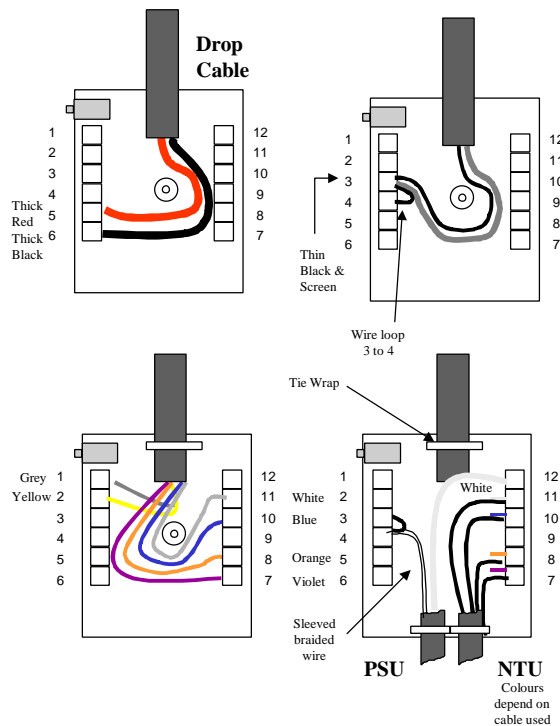 Drop
Cable
1
2
3
4
5
6
Thick
Red
Thick
Black
12
11
10
9
8
7
1
2
3
4
5
6
12
11
10
9
8
7
Thin
Black &
Screen
Wire loop
3 to 4
Tie Wrap
Grey
Yellow
1
2
3
4
5
6
12
11
10
9
8
7
White
Blue
Orange
Violet
1
2
3
4
5
6
White
12
11
10
9
8
7
Sleeved
braided
wire
PSU
NTU
Colours
depend on
cable used